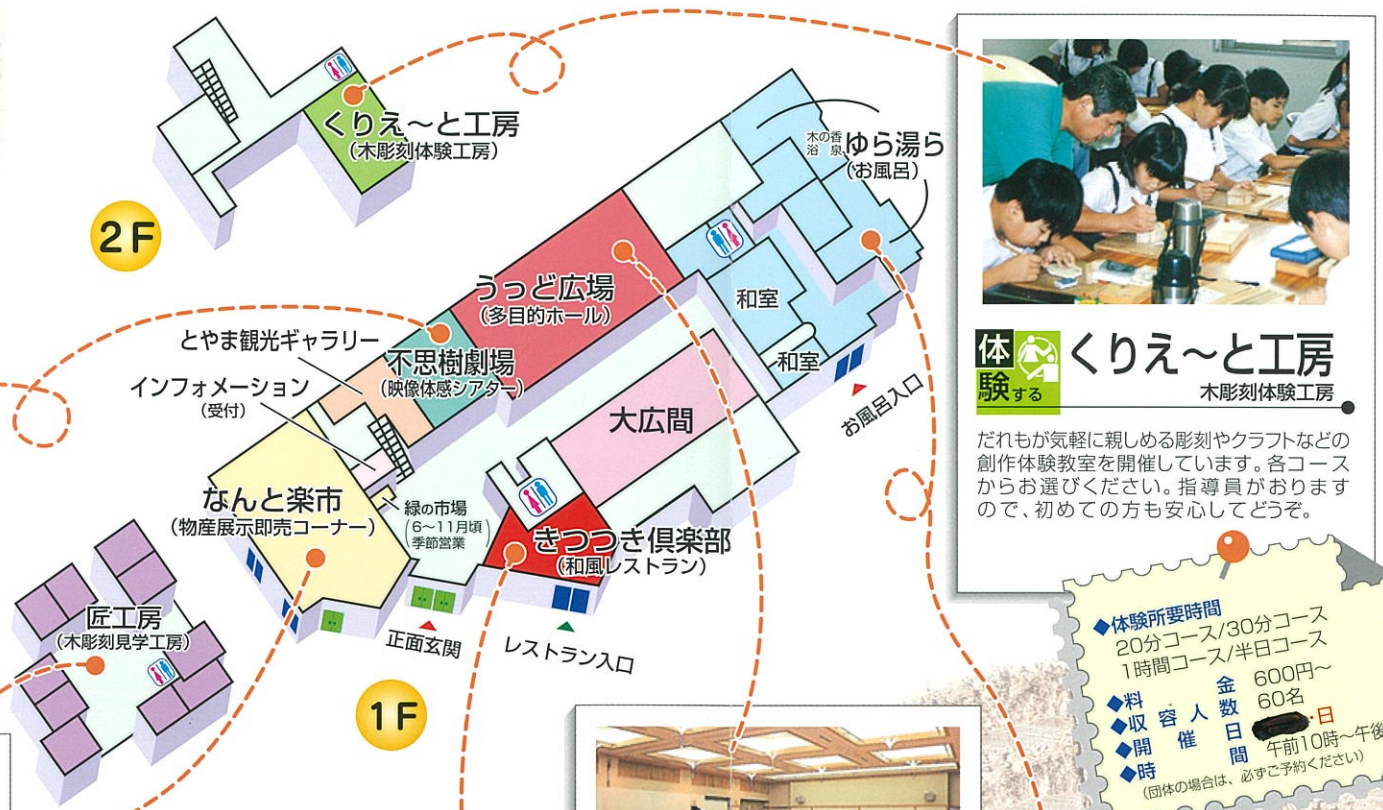 くりえ～と工房
（木彫刻体験工房）
2F
木の香
浴泉
ゆら湯ら
（お風呂）
うっど広場
（多目的ホール）
和室
和室
とやま観光ギャラリー
不思樹劇場
（映像体感シアター）
インフォメーション
（受付）
大広間
お風呂入口
なんと楽市
（物産展示即売コーナー）
緑の市場
（6～11月頃
季節営業）
きつつき倶楽部
（和風レストラン）
匠工房
（木彫刻見学工房）
正面玄関
レストラン入口
1F
体験する
くりえ～と工房
木彫刻体験工房
だれもが気軽に親しめる彫刻やクラフトなどの
創作体験教室を開催しています。各コース
からお選びください。指導員がおります
ので、初めての方も安心してどうぞ。
◆体験所要時間
20分コース/30分コース
1時間コース/半日コース
◆料金 600円～
◆収容人数 60名
◆開催日 ・日
◆時間 午前10時～午後
（団体の場合は、必ずご予約ください）